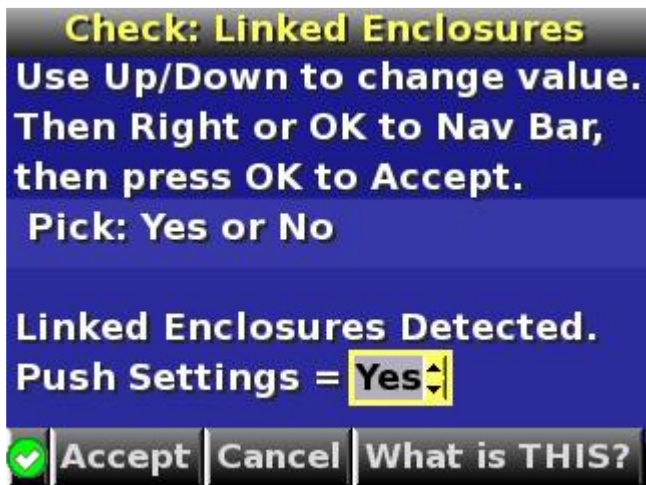 Check: Linked Enclosures
Use Up/Down to change value.
Then Right or OK to Nav Bar,
then press OK to Accept.
Pick: Yes or No
Linked Enclosures Detected.
Push Settings = Yes
Accept Cancel What is THIS?